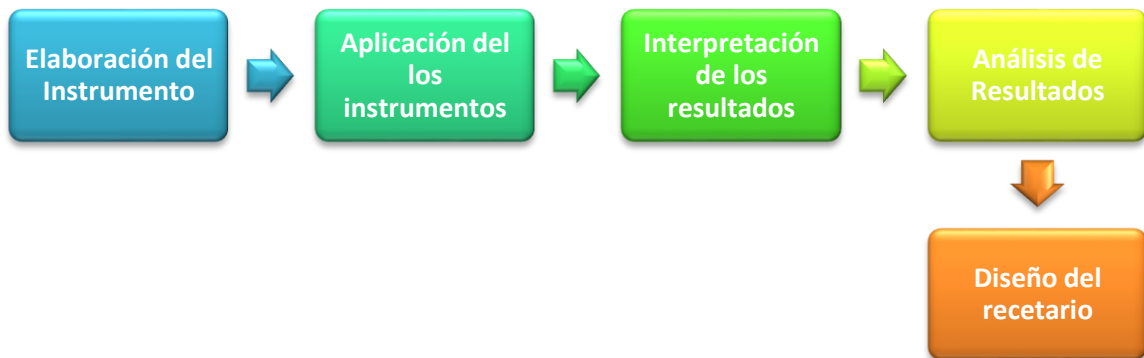 Elaboración del
Instrumento
Aplicación del
los
instrumentos
Interpretación
de los
resultados
Análisis de
Resultados
Diseño del
recetario